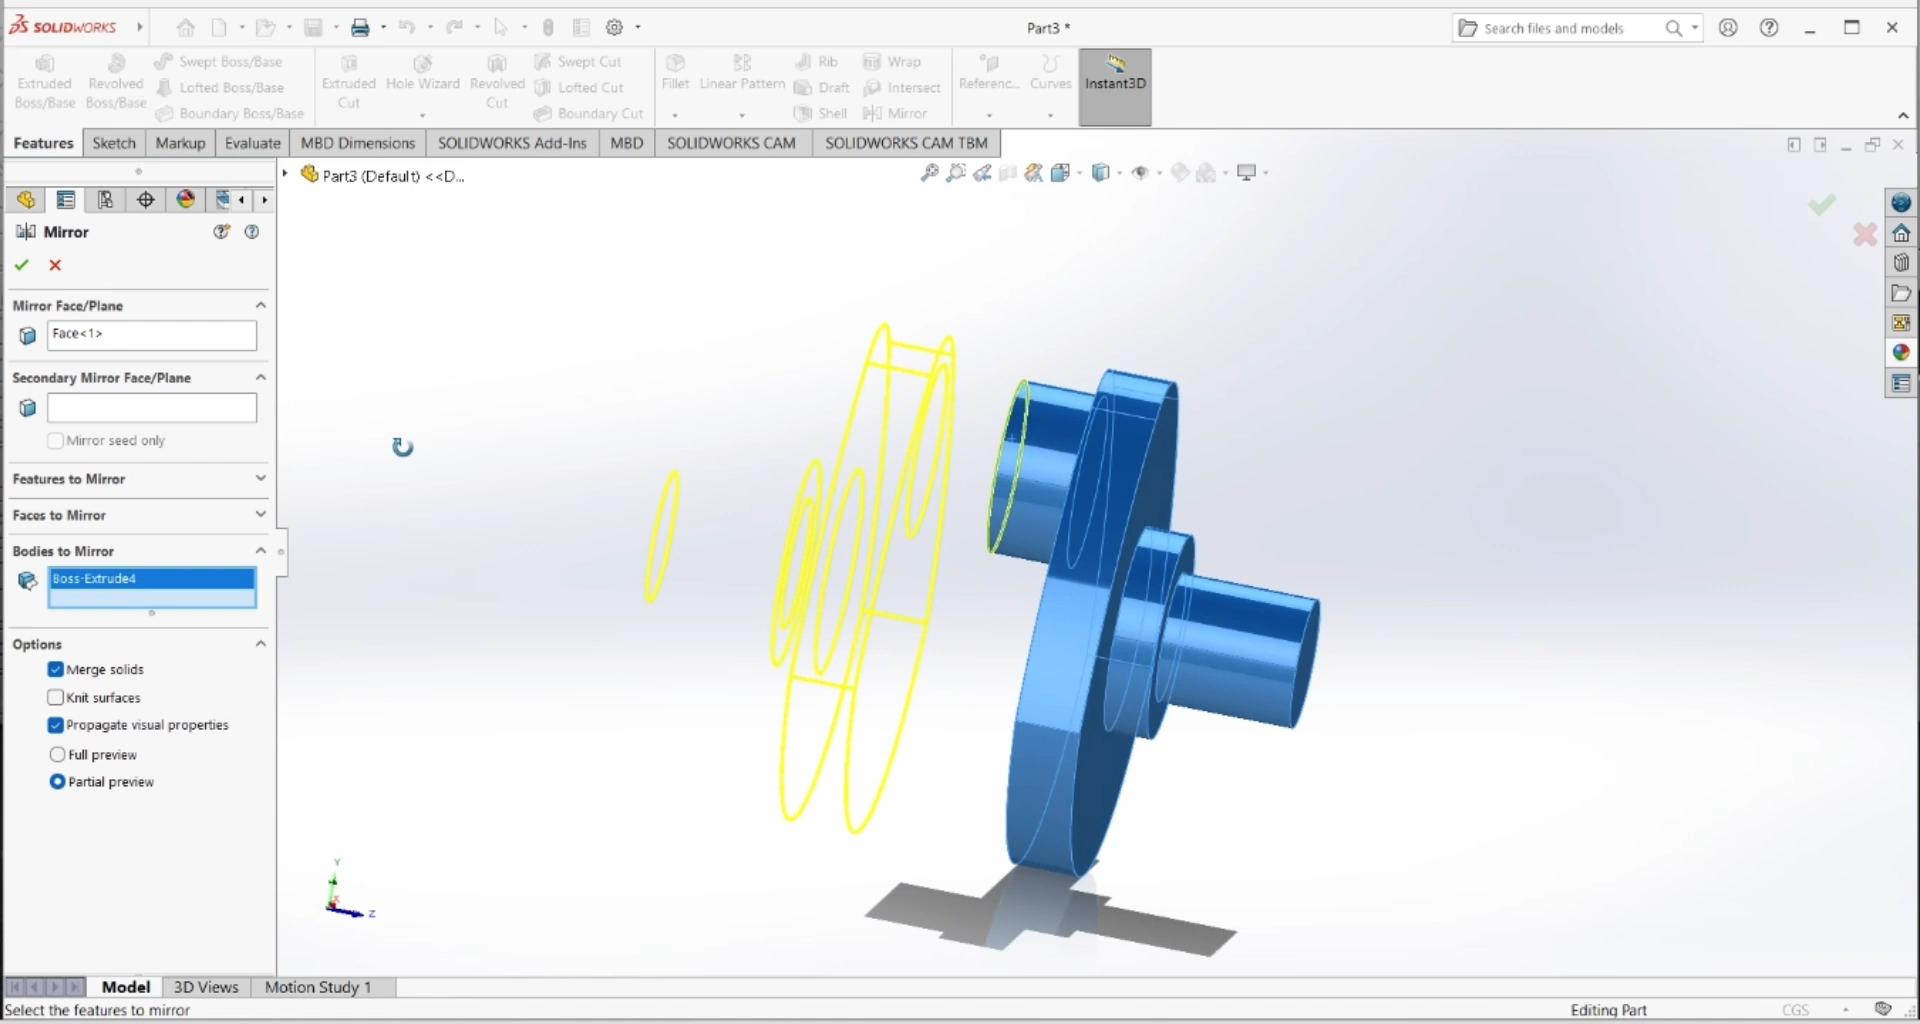 SOLIDWORKS
Part3 *
Search files and models
Extruded Boss/Base
Revolved Boss/Base
Swept Boss/Base
Lofted Boss/Base
Boundary Boss/Base
Extruded Cut
Hole Wizard
Revolved Cut
Swept Cut
Lofted Cut
Boundary Cut
Fillet
Linear Pattern
Rib
Draft
Shell
Wrap
Intersect
Mirror
Referenc...
Curves
Instant3D
Features
Sketch
Markup
Evaluate
MBD Dimensions
SOLIDWORKS Add-Ins
MBD
SOLIDWORKS CAM
SOLIDWORKS CAM TBM
Part3 (Default) <<D...
Mirror
Mirror Face/Plane
Face<1>
Secondary Mirror Face/Plane
Mirror seed only
Features to Mirror
Faces to Mirror
Bodies to Mirror
Boss-Extrude4
Options
Merge solids
Knit surfaces
Propagate visual properties
Full preview
Partial preview
Y
X
Z
Model
3D Views
Motion Study 1
Select the features to mirror
Editing Part
CGS